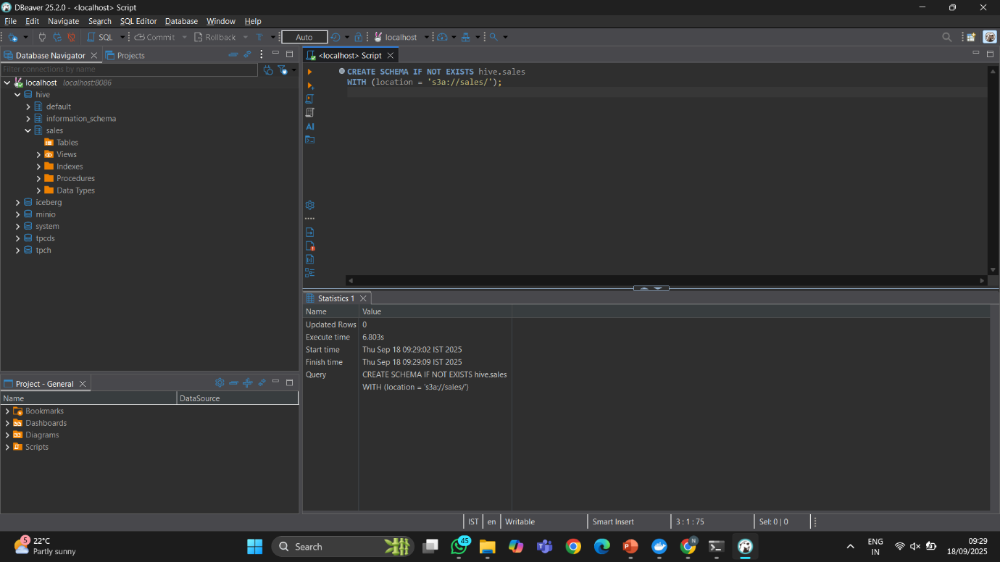 DBeaver 25.2.0 - <localhost> Script
File Edit Navigate Search SQL Editor Database Window Help
SQL Commit Rollback T Auto localhost
Database Navigator Projects
Filter connections by name
localhost localhost:8086
hive
default
information_schema
sales
Tables
Views
Indexes
Procedures
Data Types
iceberg
minio
system
tpcds
tpch
Project - General
Name DataSource
Bookmarks
Dashboards
Diagrams
Scripts
<localhost> Script
CREATE SCHEMA IF NOT EXISTS hive.sales
WITH (location = 's3a://sales/');
AI
Statistics 1
Name Value
Updated Rows 0
Execute time 6.803s
Start time Thu Sep 18 09:29:02 IST 2025
Finish time Thu Sep 18 09:29:09 IST 2025
Query CREATE SCHEMA IF NOT EXISTS hive.sales
WITH (location = 's3a://sales/')
IST en Writable Smart Insert 3 : 1 : 75 Sel: 0 | 0
5
22°C
Partly sunny
Search
45
N
ENG
IN
09:29
18/09/2025